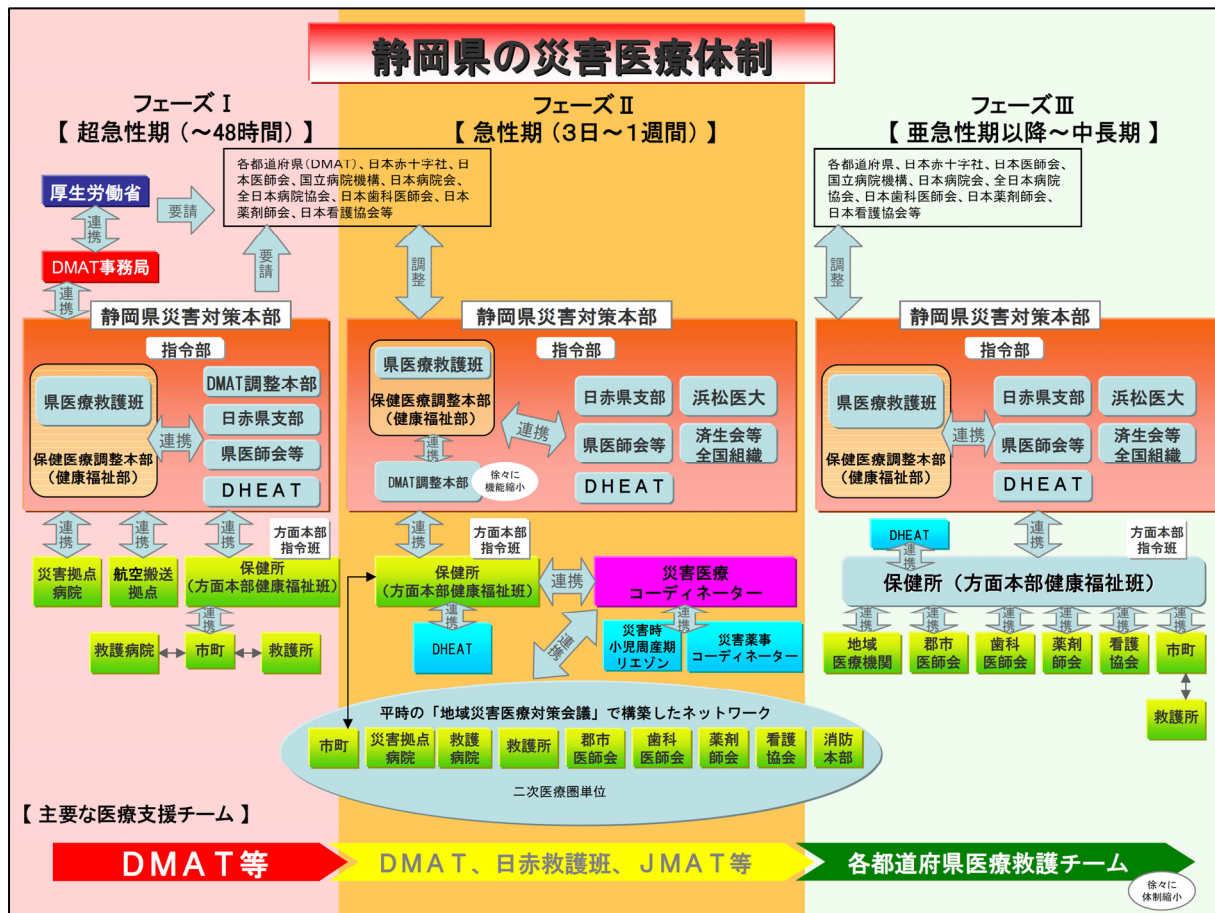 静岡県の災害医療体制
フェーズⅠ
【 超急性期（～48時間）】
厚生労働省
連携
DMAT事務局
連携
要請
要請
各都道府県（DMAT）、日本赤十字社、日
本医師会、国立病院機構、日本病院会、
全日本病院協会、日本歯科医師会、日本
薬剤師会、日本看護協会等
静岡県災害対策本部
指令部
県医療救護班
保健医療調整本部
（健康福祉部）
連携
DMAT調整本部
日赤県支部
県医師会等
ＤＨＥＡＴ
連携
連携
連携
方面本部
指令班
災害拠点
病院
航空搬送
拠点
保健所
（方面本部健康福祉班）
連携
救護病院
市町
救護所
フェーズⅡ
【 急性期（３日～１週間）】
調整
静岡県災害対策本部
指令部
県医療救護班
保健医療調整本部
（健康福祉部）
連携
DMAT調整本部
徐々に
機能縮小
連携
日赤県支部
浜松医大
県医師会等
済生会等
全国組織
ＤＨＥＡＴ
連携
方面本部
指令班
保健所
（方面本部健康福祉班）
連携
災害医療
コーディネーター
連携
DHEAT
連携
連携
災害時
小児周産期
リエゾン
災害薬事
コーディネーター
平時の「地域災害医療対策会議」で構築したネットワーク
市町
災害拠点
病院
救護
病院
救護所
郡市
医師会
歯科
医師会
薬剤
師会
看護
協会
消防
本部
二次医療圏単位
フェーズⅢ
【 亜急性期以降～中長期 】
各都道府県、日本赤十字社、日本医師会、
国立病院機構、日本病院会、全日本病院
協会、日本歯科医師会、日本薬剤師会、
日本看護協会等
調整
静岡県災害対策本部
指令部
県医療救護班
保健医療調整本部
（健康福祉部）
連携
日赤県支部
浜松医大
県医師会等
済生会等
全国組織
ＤＨＥＡＴ
連携
方面本部
指令班
DHEAT
連携
保健所（方面本部健康福祉班）
連携
連携
連携
連携
連携
連携
地域
医療機関
郡市
医師会
歯科
医師会
薬剤
師会
看護
協会
市町
救護所
【 主要な医療支援チーム 】
ＤＭＡＴ等
ＤＭＡＴ、日赤救護班、ＪＭＡＴ等
各都道府県医療救護チーム
徐々に
体制縮小